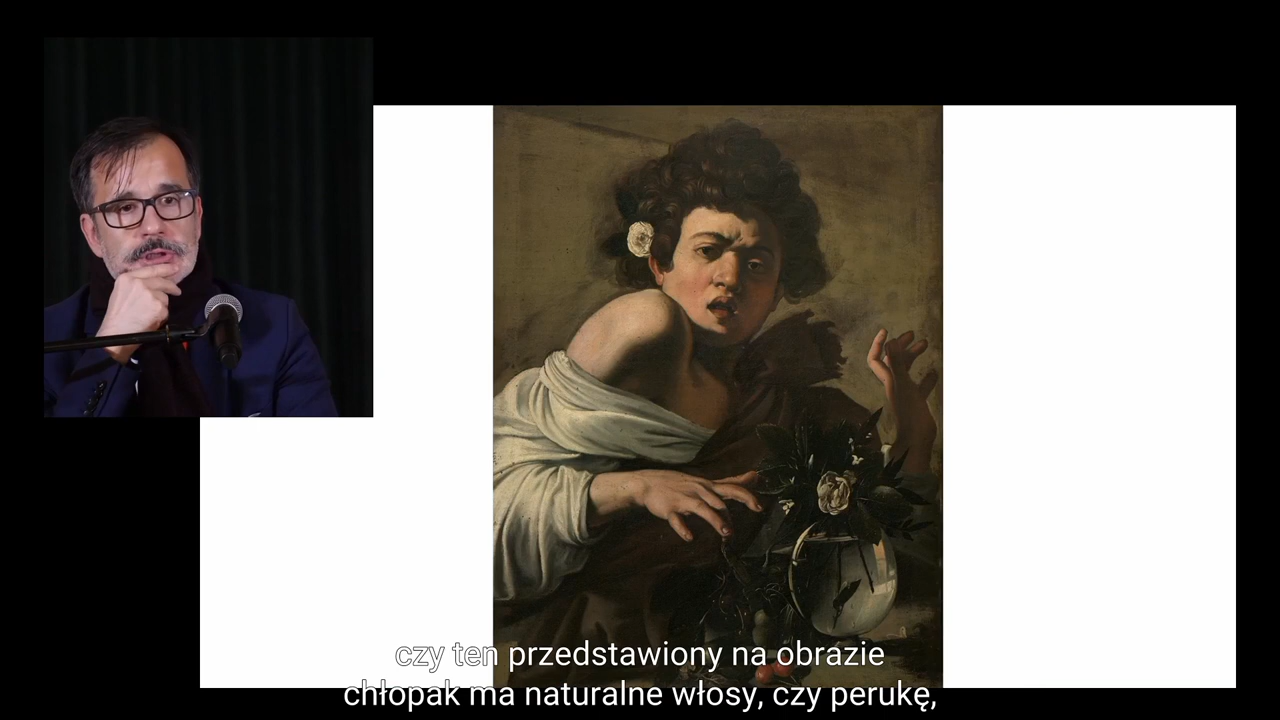 czy ten przedstawiony na obrazie
chłopak ma naturalne włosy, czy perukę,